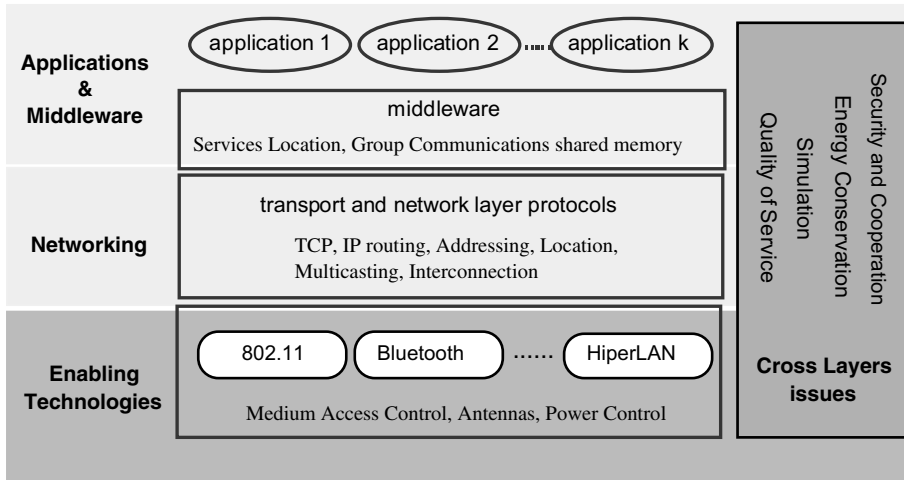 application 1 application 2 ..... application k
Applications
&
Middleware
middleware
Services Location, Group Communications shared memory
Networking
transport and network layer protocols
TCP, IP routing, Addressing, Location,
Multicasting, Interconnection
Enabling
Technologies
802.11 Bluetooth ...... HiperLAN
Medium Access Control, Antennas, Power Control
Quality of Service
Simulation
Energy Conservation
Security and Cooperation
Cross Layers
issues